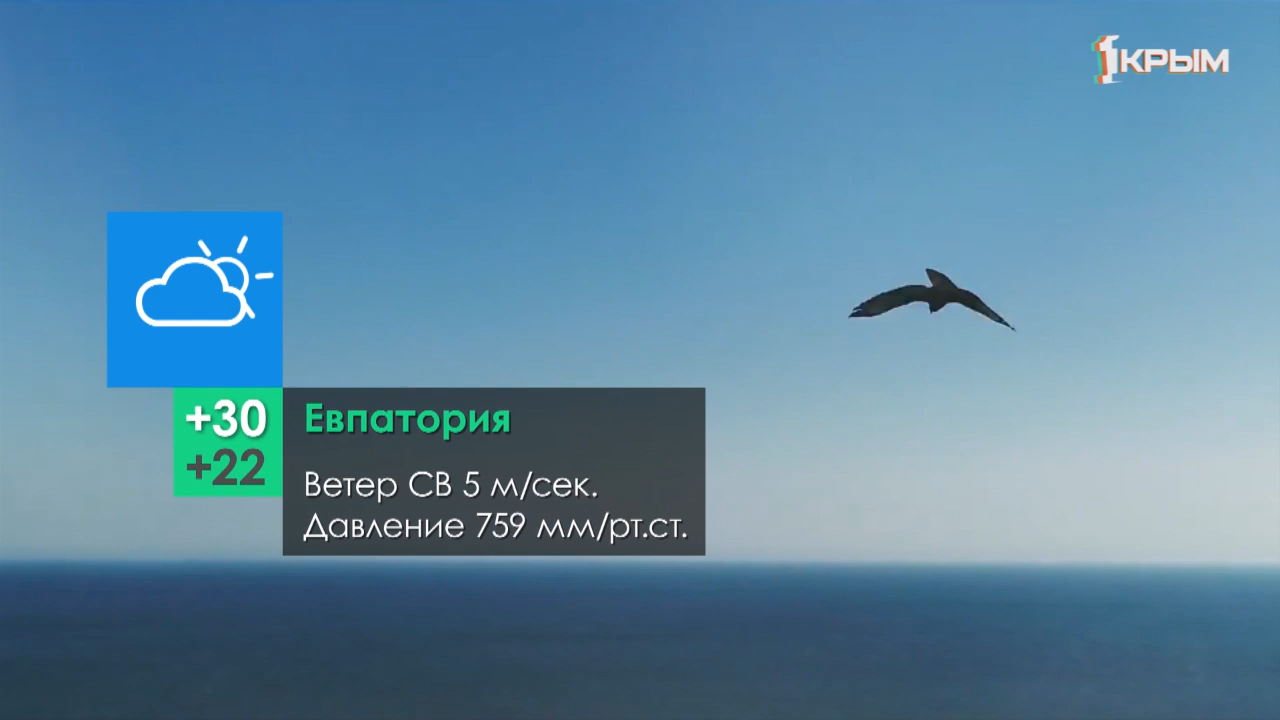 1КРЫМ
+30
+22
Евпатория
Ветер СВ 5 м/сек.
Давление 759 мм/рт.ст.